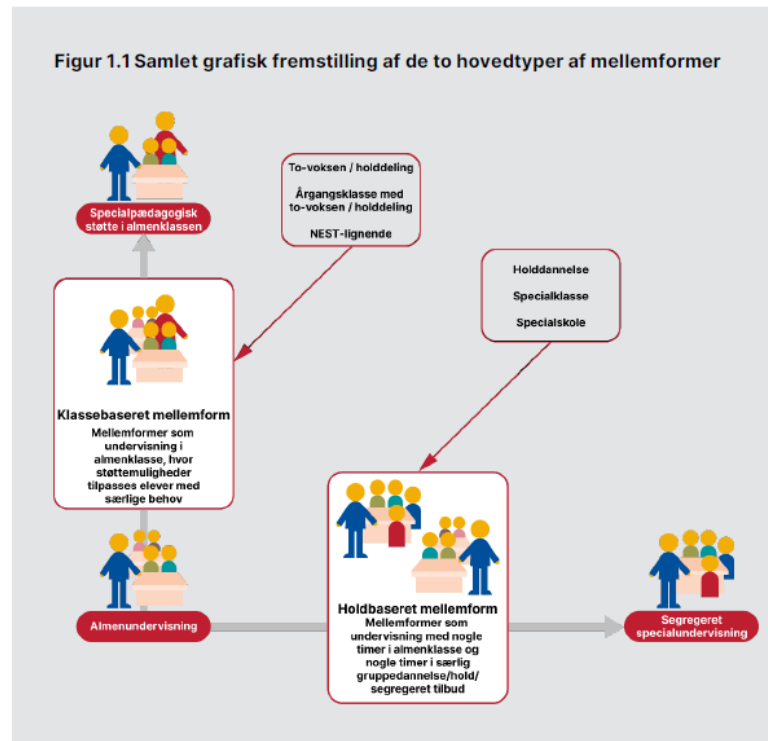 Figur 1.1 Samlet grafisk fremstilling af de to hovedtyper af mellemformer
Specialpædagogisk
støtte i almenklassen
To-voksen / holddeling
Årgangsklasse med
to-voksen / holddeling
NEST-lignende
Holddannelse
Specialklasse
Specialskole
Klassebaseret mellemform
Mellemformer som
undervisning i
almenklasse, hvor
støttemuligheder
tilpasses elever med
særlige behov
Almenundervisning
Holdbaseret mellemform
Mellemformer som
undervisning med nogle
timer i almenklasse og
nogle timer i særlig
gruppedannelse/hold/
segregeret tilbud
Segregeret
specialundervisning